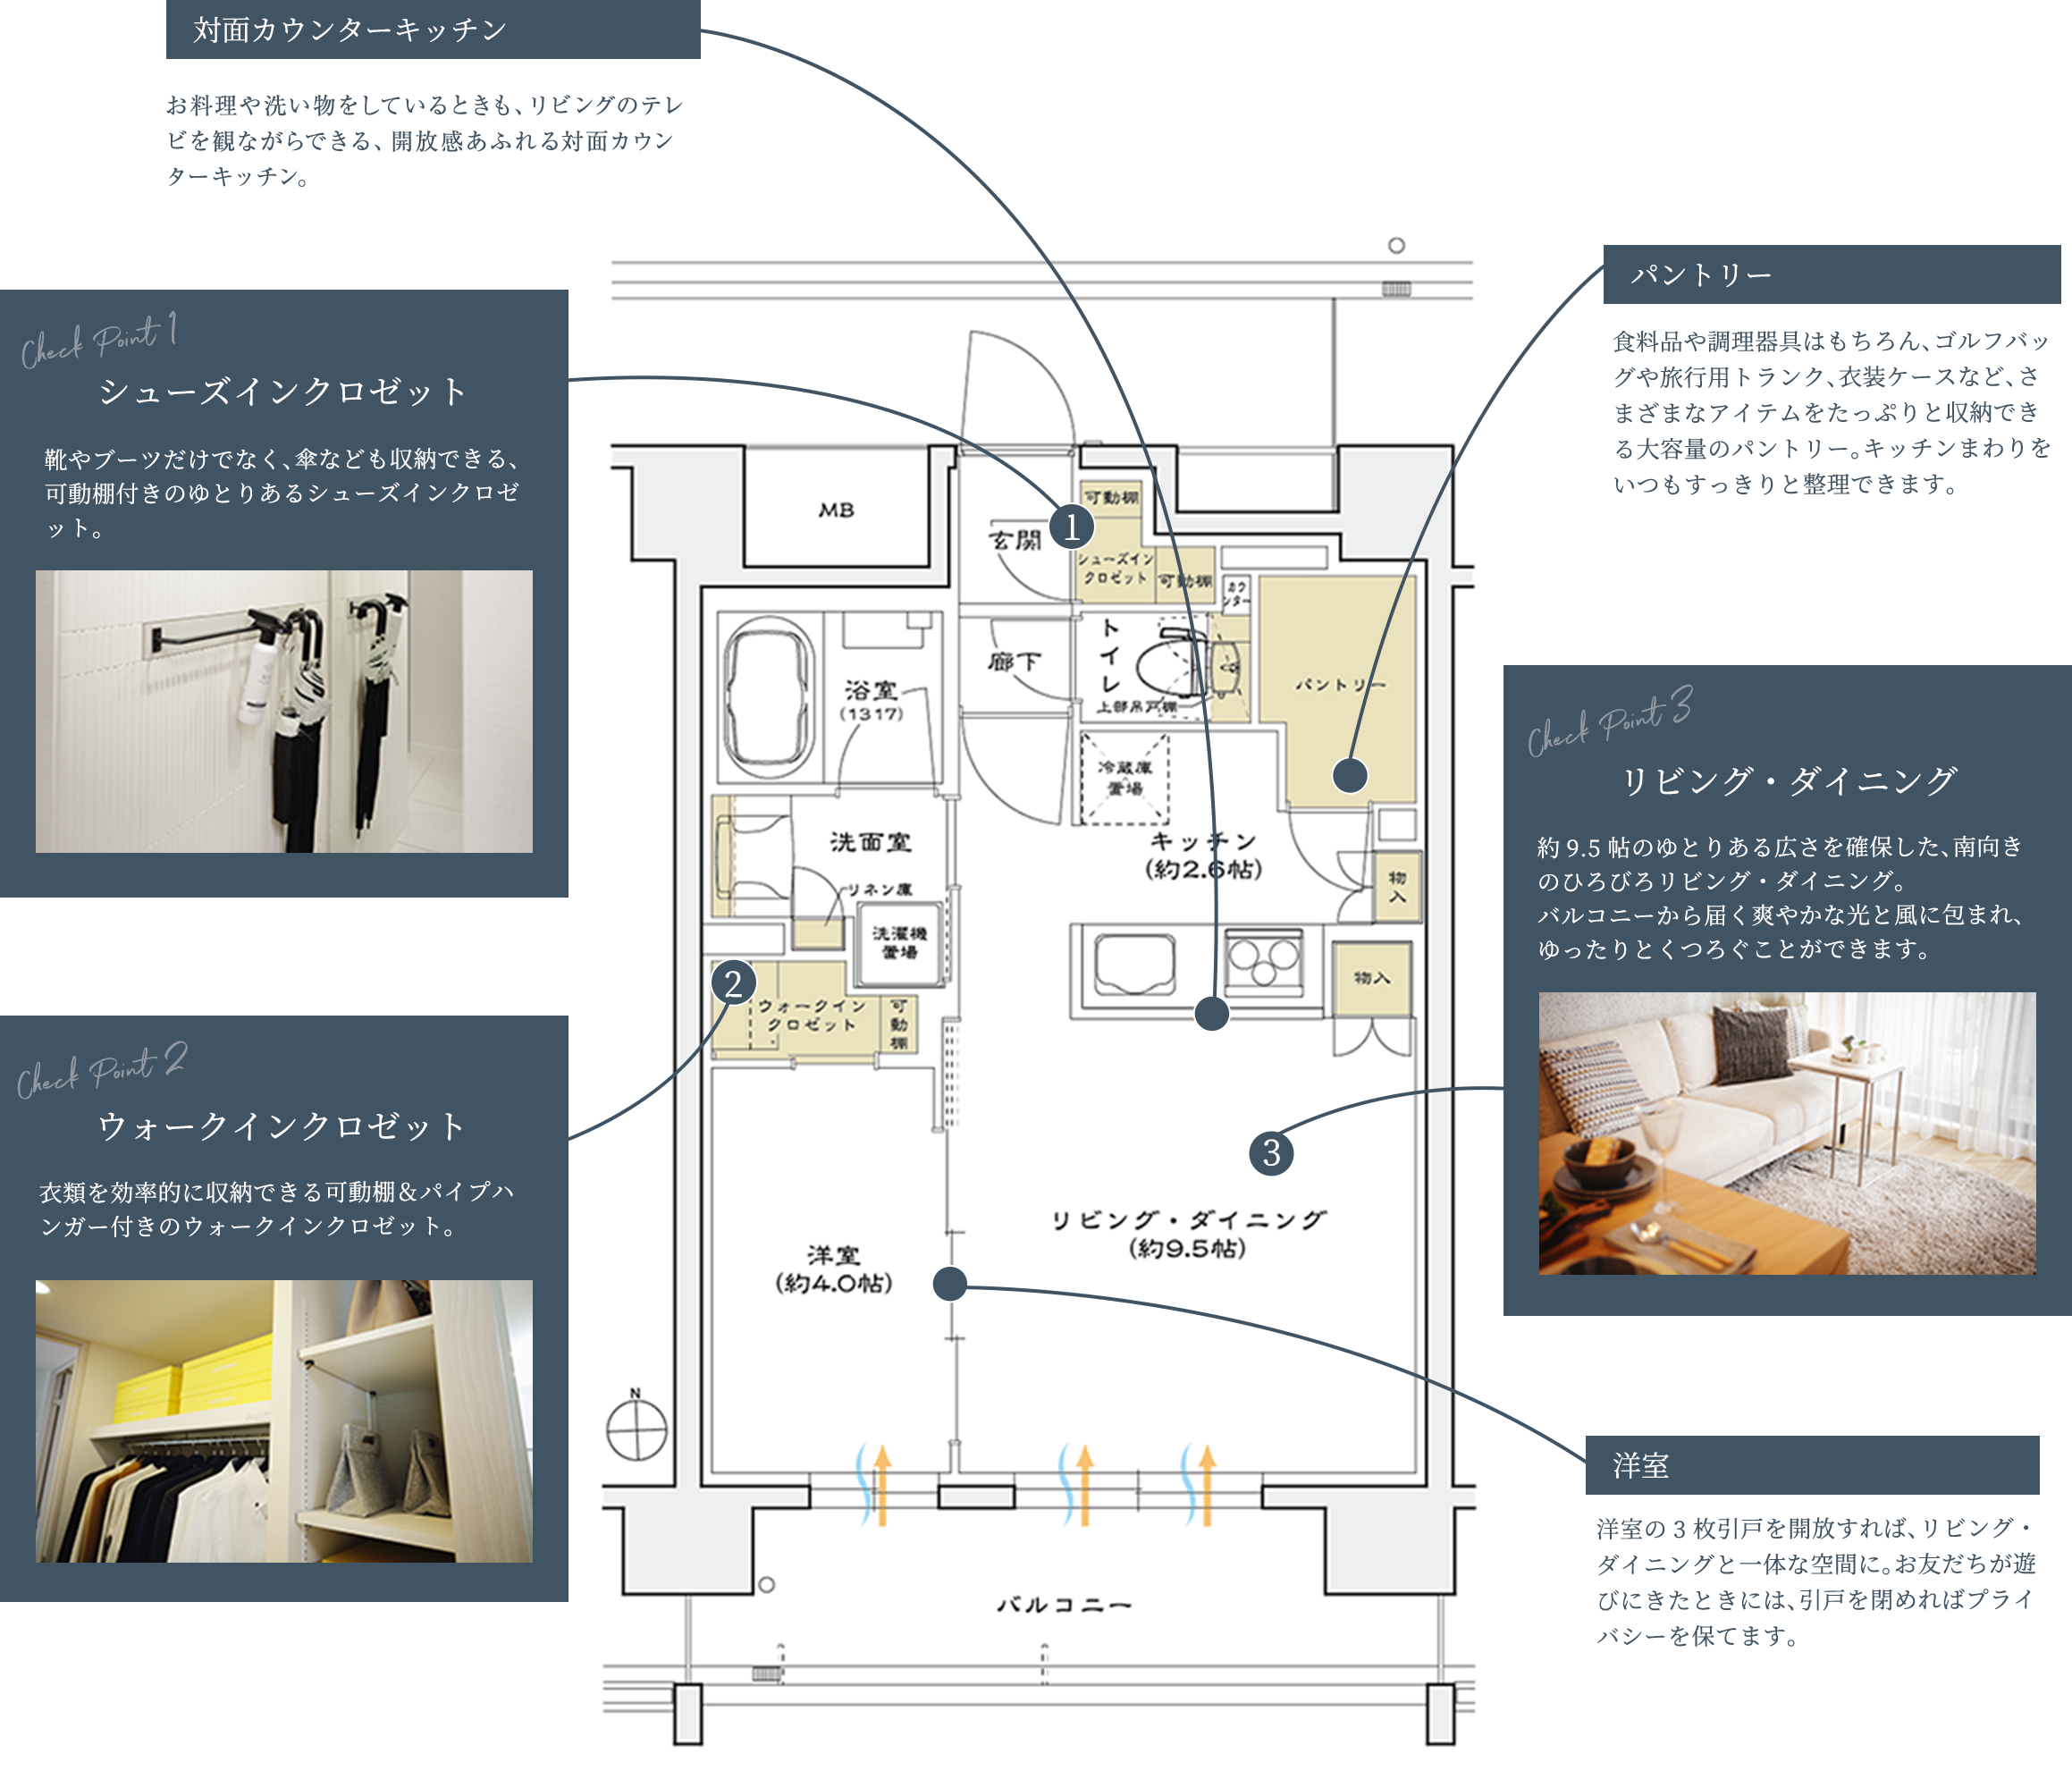 対面カウンターキッチン
お料理や洗い物をしているときも、リビングのテレ
ビを観ながらできる、開放感あふれる対面カウン
ターキッチン。
Check Point 1
シューズインクロゼット
靴やブーツだけでなく、傘なども収納できる、
可動棚付きのゆとりあるシューズインクロゼ
ット。
Check Point 2
ウォークインクロゼット
衣類を効率的に収納できる可動棚＆パイプハ
ンガー付きのウォークインクロゼット。
パントリー
食料品や調理器具はもちろん、ゴルフバッ
グや旅行用トランク、衣装ケースなど、さ
まざまなアイテムをたっぷりと収納でき
る大容量のパントリー。キッチンまわりを
いつもすっきりと整理できます。
Check Point 3
リビング・ダイニング
約 9.5 帖のゆとりある広さを確保した、南向き
のひろびろリビング・ダイニング。
バルコニーから届く爽やかな光と風に包まれ、
ゆったりとくつろぐことができます。
洋室
洋室の 3 枚引戸を開放すれば、リビング・
ダイニングと一体な空間に。お友だちが遊
びにきたときには、引戸を閉めればプライ
バシーを保てます。
MB
玄関
1
可動棚
シューズイン
クロゼット
可動棚
カウ
ンター
廊下
トイレ
上部吊戸棚
パントリー
浴室
(1317)
冷蔵庫
置場
洗面室
キッチン
(約2.6帖)
リネン庫
物入
洗濯機
置場
物入
2
ウォークイン
クロゼット
可動棚
3
リビング・ダイニング
(約9.5帖)
洋室
(約4.0帖)
N
バルコニー